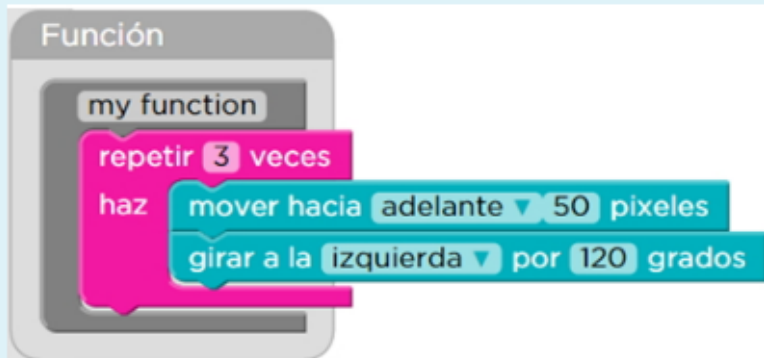 Función
my function
repetir 3 veces
haz mover hacia adelante ▼ 50 pixeles
girar a la izquierda ▼ por 120 grados